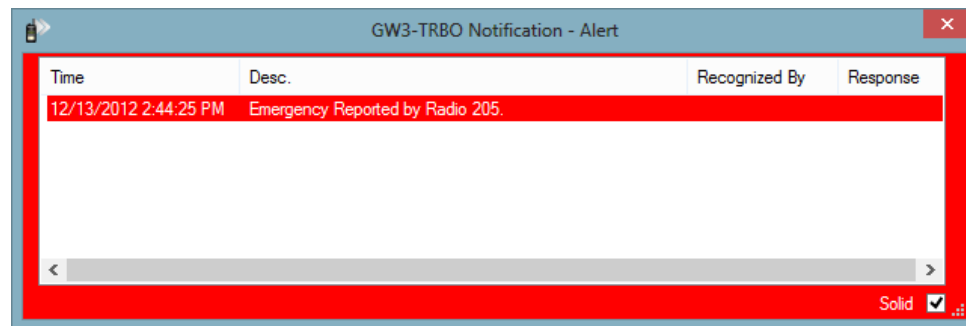 GW3-TRBO Notification - Alert
Time Desc. Recognized By Response
12/13/2012 2:44:25 PM Emergency Reported by Radio 205.
Solid